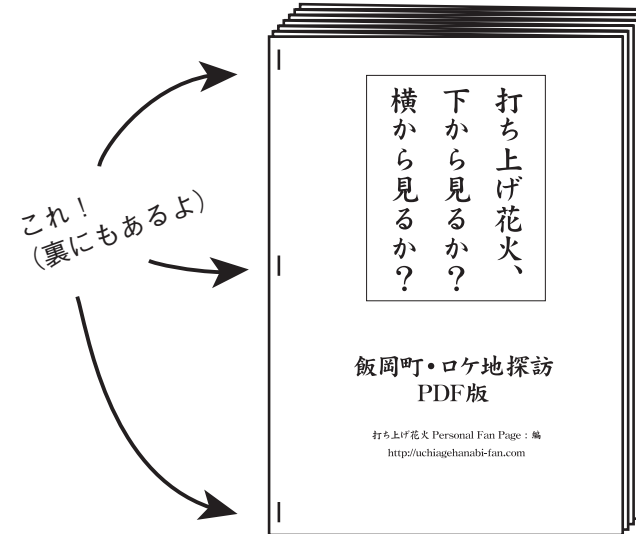 打ち上げ花火、
下から見るか?
横から見るか?
これ!
(裏にもあるよ)
飯岡町・ロケ地探訪
PDF版
打ち上げ花火 Personal Fan Page : 編
http://uchiagehanabi-fan.com